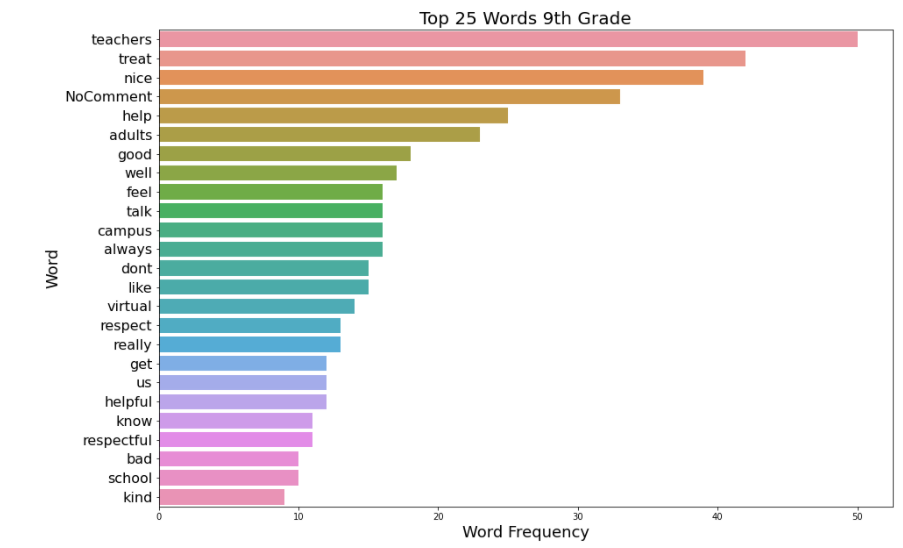 Top 25 Words 9th Grade
teachers
treat
nice
NoComment
help
adults
good
well
feel
talk
campus
always
dont
like
virtual
respect
really
get
us
helpful
know
respectful
bad
school
kind
Word
0 10 20 30 40 50
Word Frequency